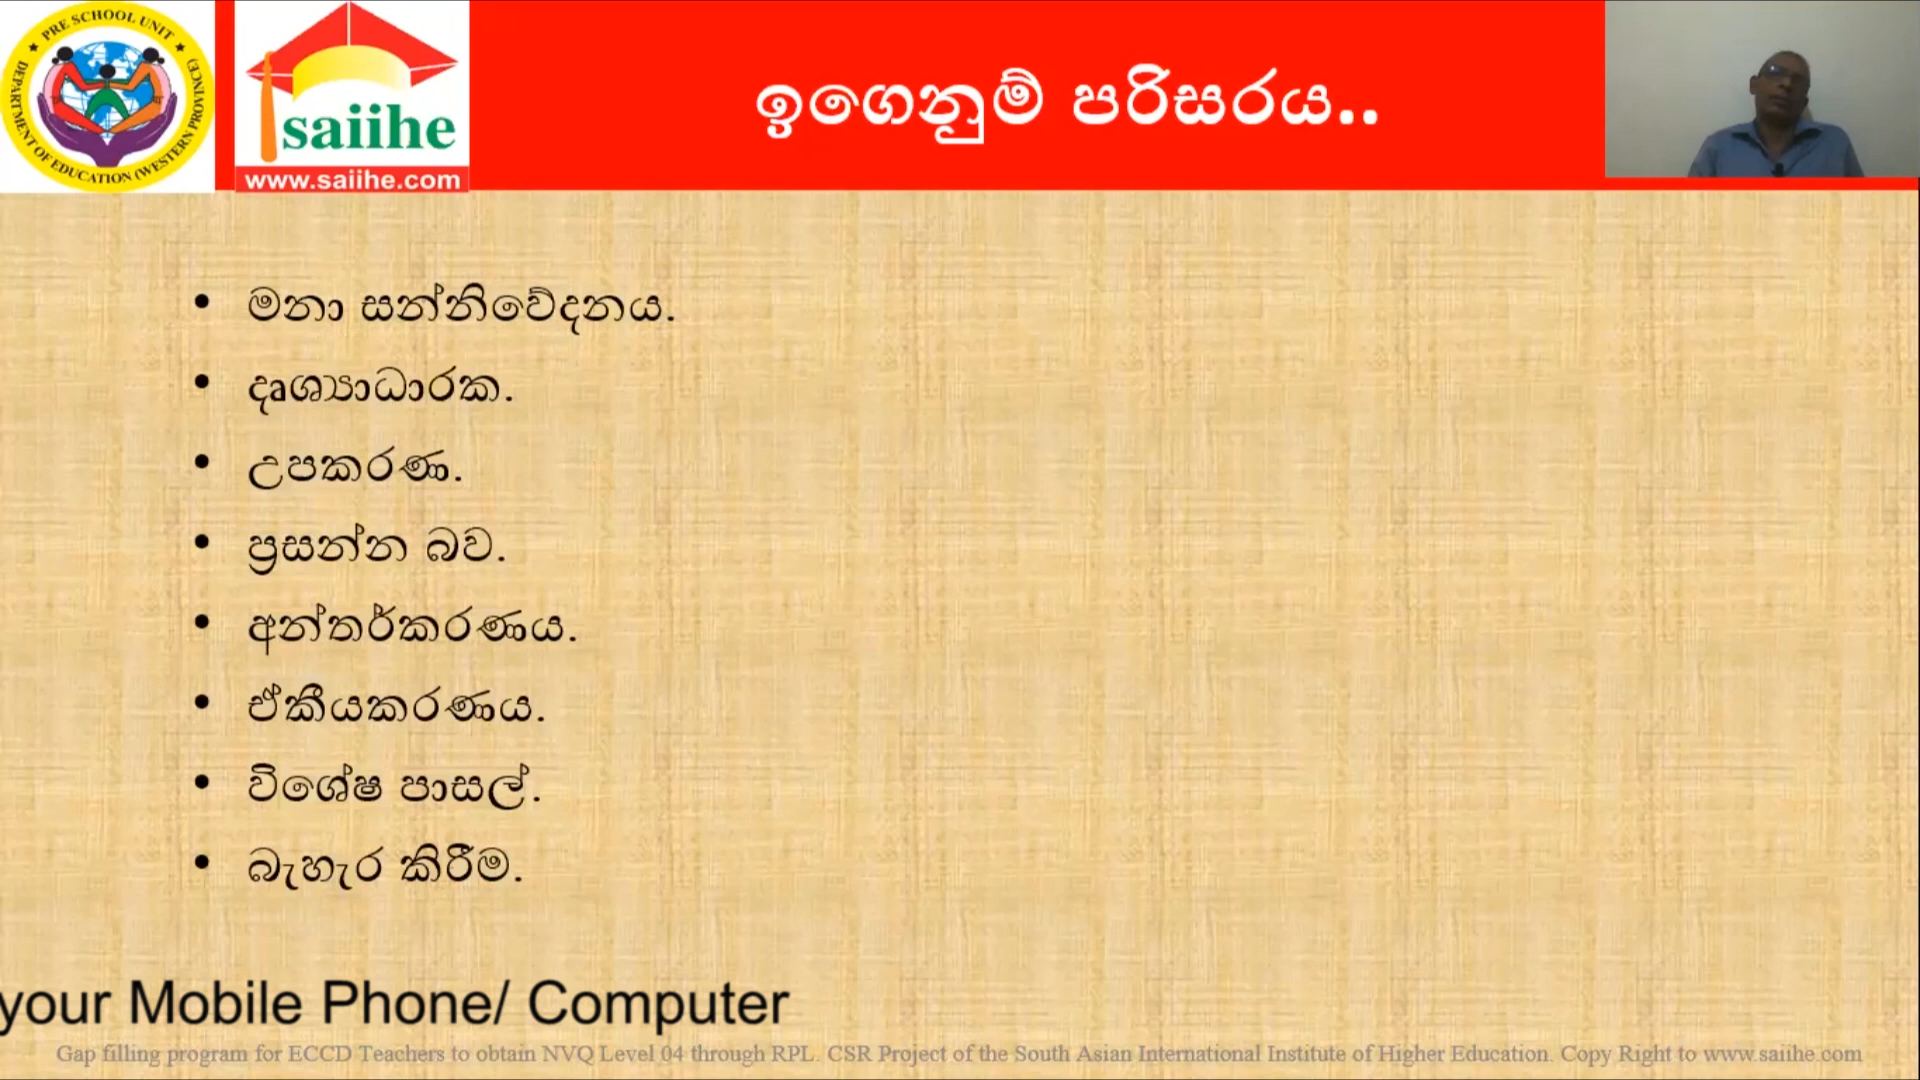 PRE SCHOOL UNIT
DEPARTMENT OF EDUCATION (WESTERN PROVINCE)
saiihe
www.saiihe.com
ඉගෙනුම් පරිසරය..
• මනා සන්නිවේදනය.
• දෘශ්‍යාධාරක.
• උපකරණ.
• ප්‍රසන්න බව.
• අන්තර්කරණය.
• ඒකීයකරණය.
• විශේෂ පාසල්.
• බැහැර කිරීම.
your Mobile Phone/ Computer
Gap filling program for ECCD Teachers to obtain NVQ Level 04 through RPL. CSR Project of the South Asian International Institute of Higher Education. Copy Right to www.saiihe.com